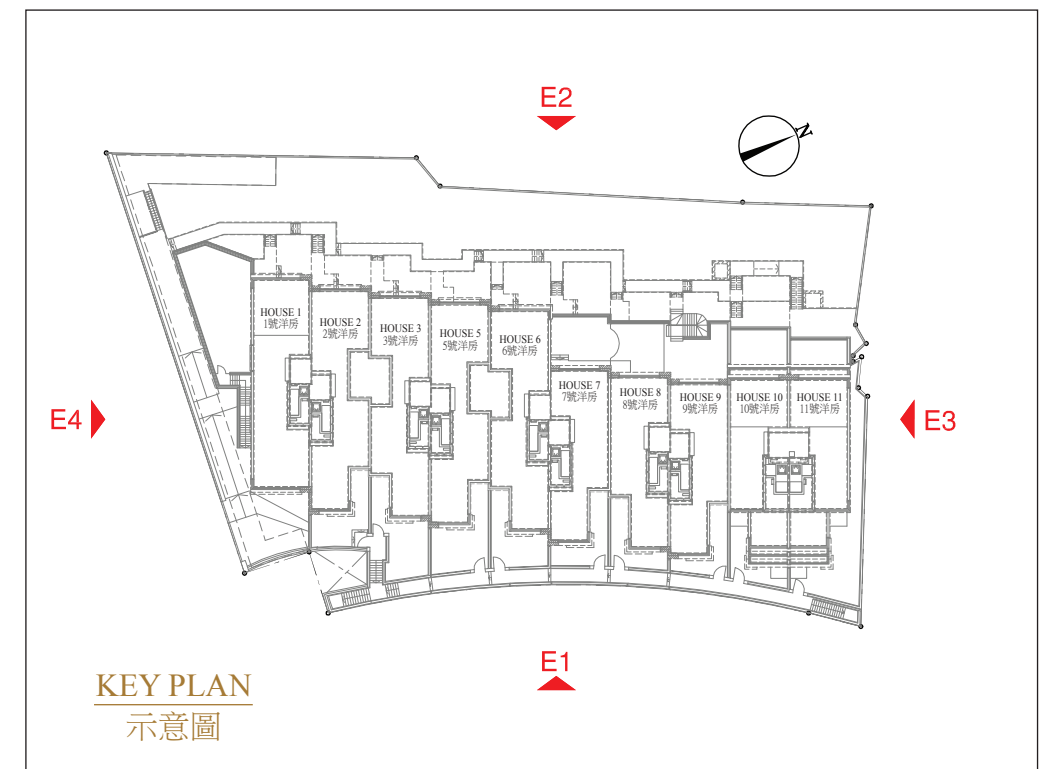 E2
N
HOUSE 1
1號洋房
HOUSE 2
2號洋房
HOUSE 3
3號洋房
HOUSE 5
5號洋房
HOUSE 6
6號洋房
HOUSE 7
7號洋房
HOUSE 8
8號洋房
HOUSE 9
9號洋房
HOUSE 10
10號洋房
HOUSE 11
11號洋房
E4
E3
E1
KEY PLAN
示意圖